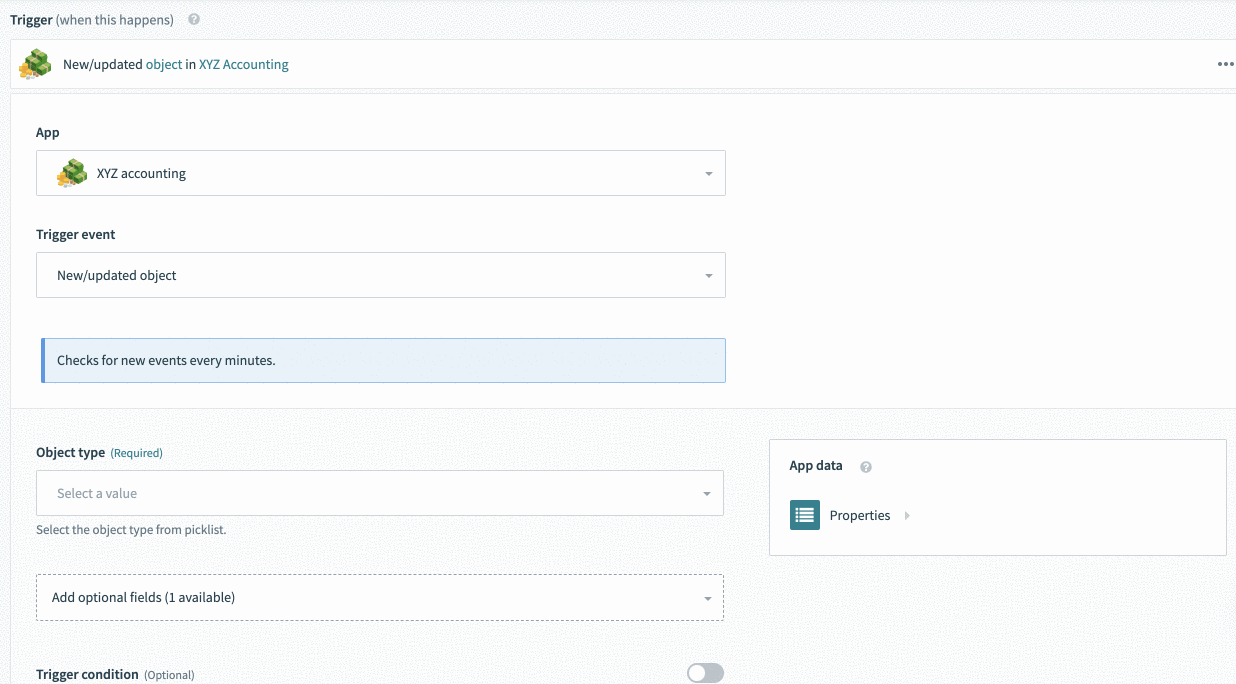 Trigger (when this happens) ?
New/updated object in XYZ Accounting
App
XYZ accounting
Trigger event
New/updated object
Checks for new events every minutes.
Object type (Required)
Select a value
Select the object type from picklist.
App data ?
Properties
Add optional fields (1 available)
Trigger condition (Optional)